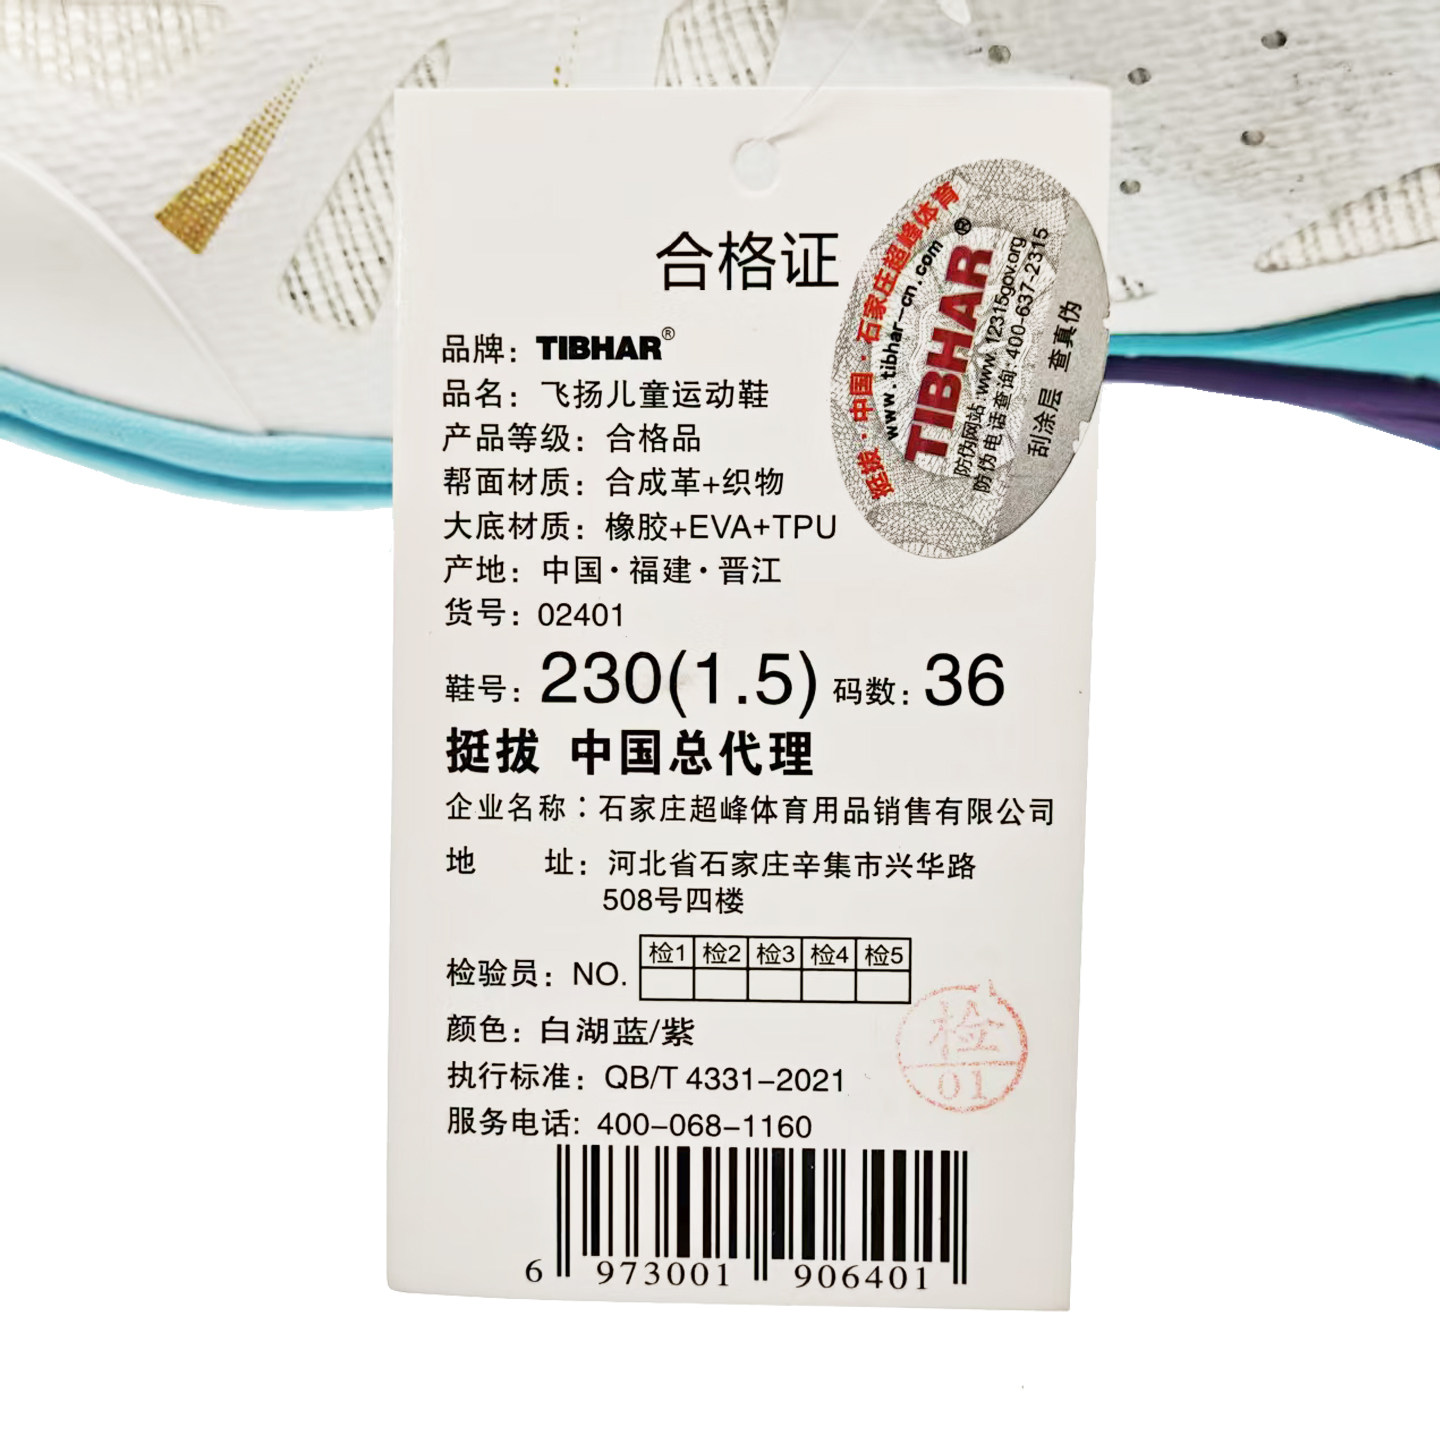 合格证
品牌：TIBHAR®
品名：飞扬儿童运动鞋
产品等级：合格品
帮面材质：合成革+织物
大底材质：橡胶+EVA+TPU
产地：中国·福建·晋江
货号：02401
鞋号：230(1.5) 码数：36
挺拔 中国总代理
企业名称：石家庄超峰体育用品销售有限公司
地 址：河北省石家庄辛集市兴华路
508号四楼
检验员：NO. 检1 检2 检3 检4 检5
颜色：白湖蓝/紫
执行标准：QB/T 4331-2021
服务电话：400-068-1160
6 973001 906401
挺拔·中国·石家庄超峰体育
www.tibhar-cn.com
TIBHAR®
防伪网站:www.12315gov.org
防伪电话查询:400-637-2315
刮涂层 查真伪
检
01